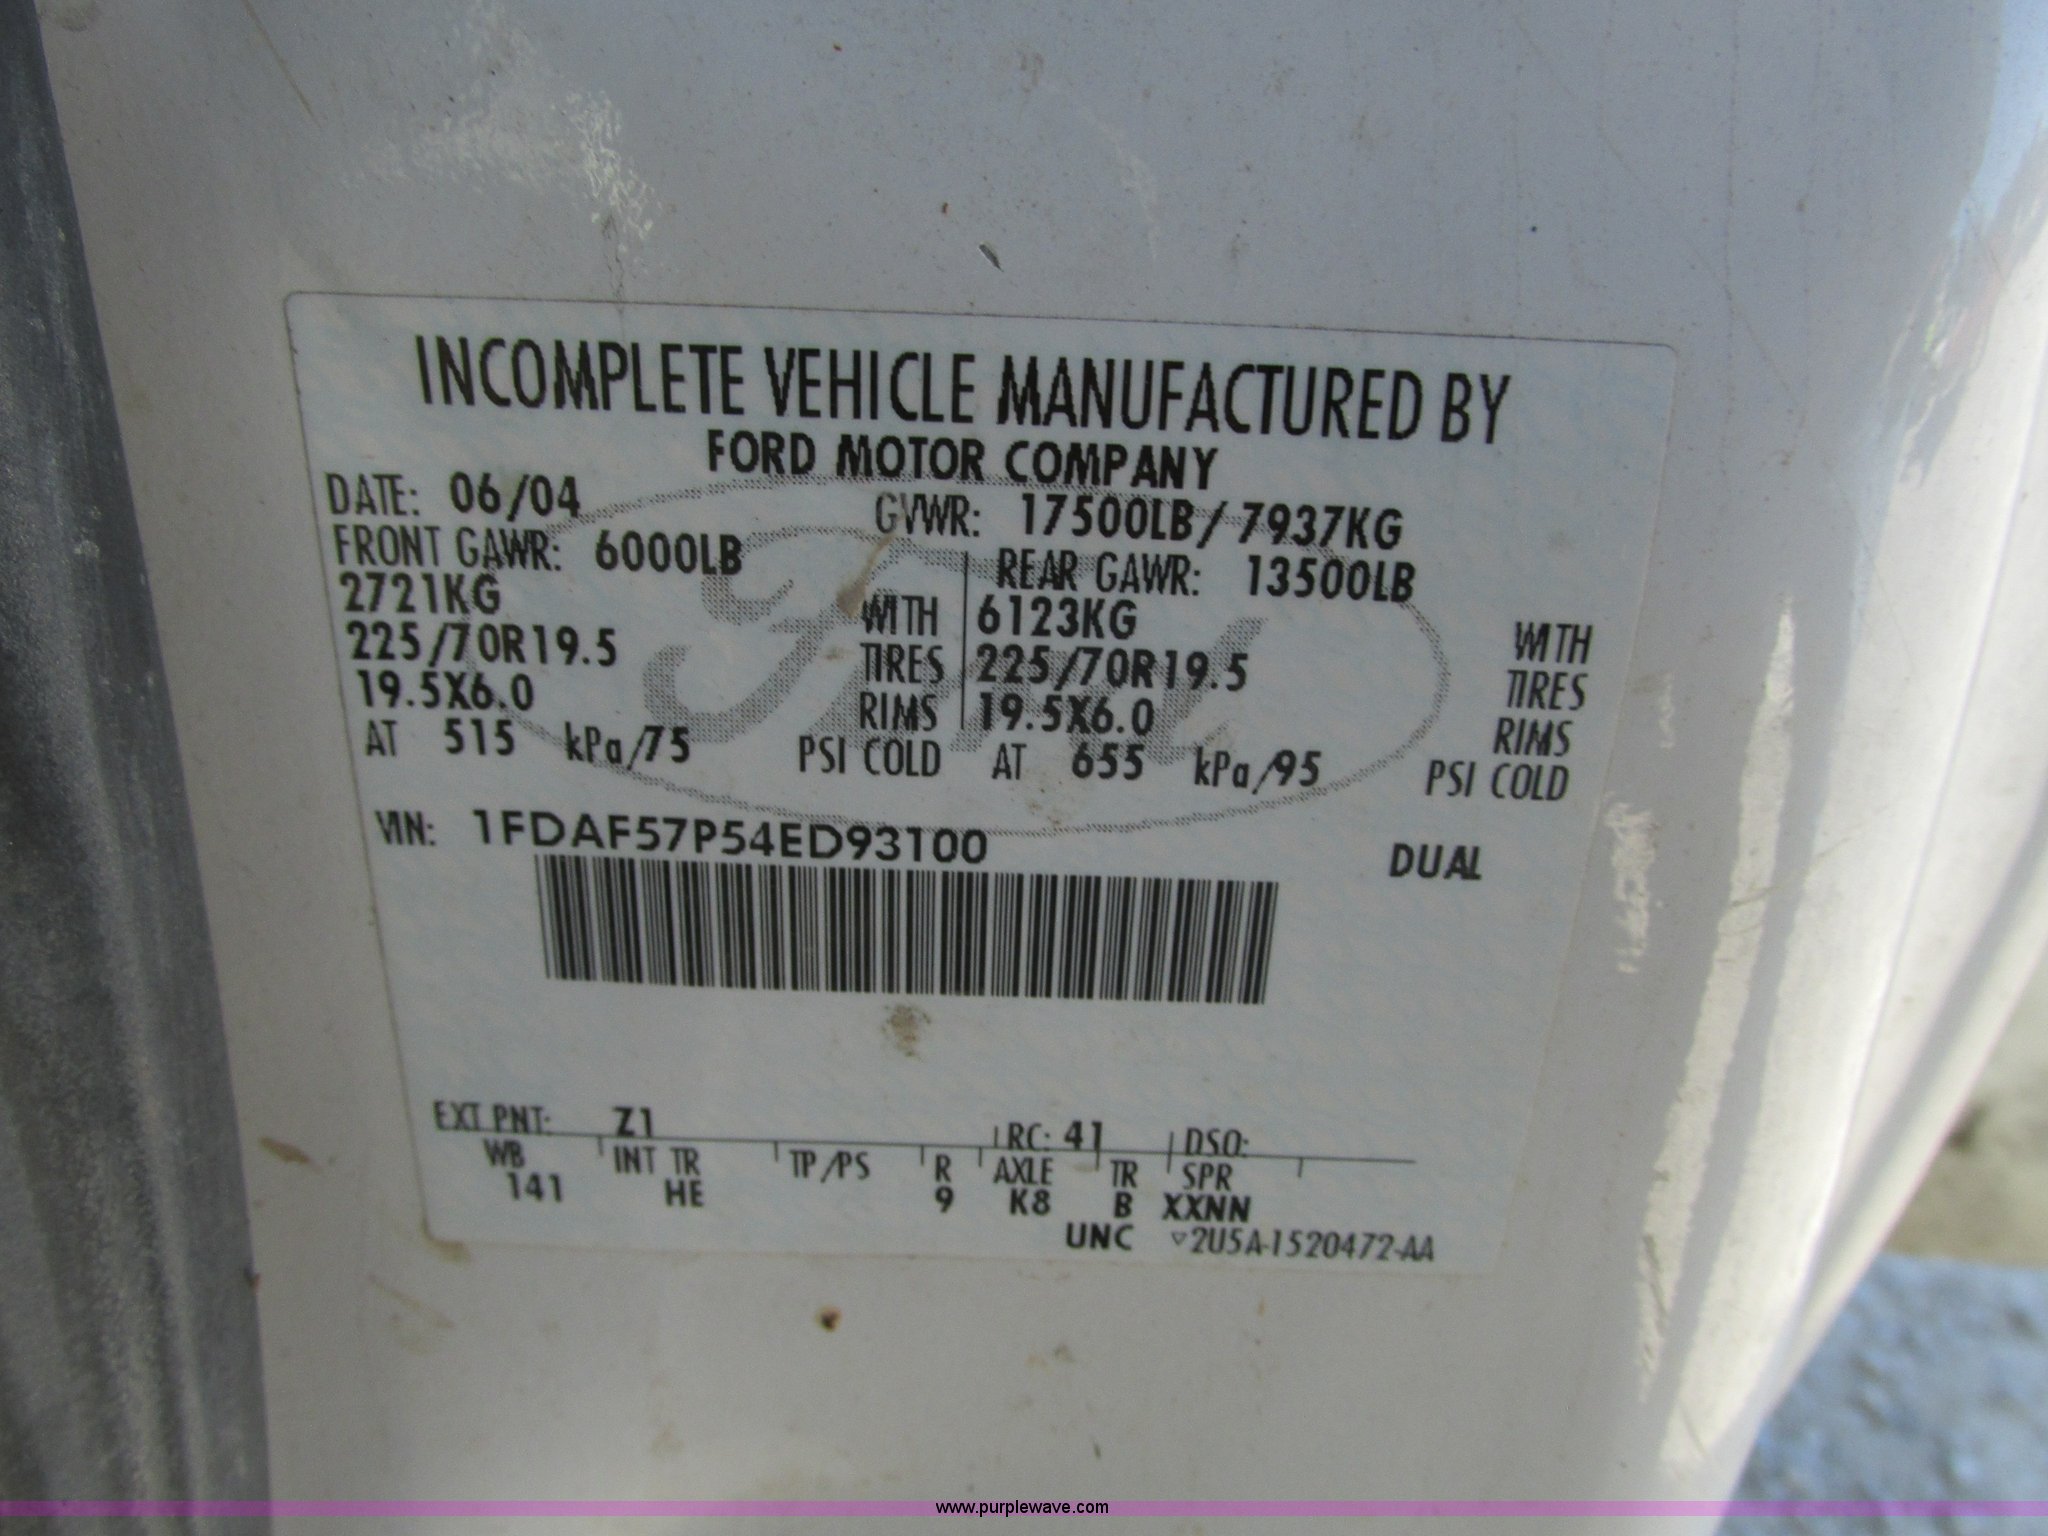 INCOMPLETE VEHICLE MANUFACTURED BY
FORD MOTOR COMPANY
DATE: 06/04 GVWR: 17500LB / 7937KG
FRONT GAWR: 6000LB REAR GAWR: 13500LB
2721KG WITH 6123KG WITH
225/70R19.5 TIRES 225/70R19.5 TIRES
19.5X6.0 RIMS 19.5X6.0 RIMS
AT 515 kPa/75 PSI COLD AT 655 kPa/95 PSI COLD
VIN: 1FDAF57P54ED93100 DUAL
Ford
EXT PNT: Z1 RC: 41 DSO:
WB INT TR TP/PS R AXLE TR SPR
141 HE 9 K8 B XXNN
UNC ▽2U5A-1520472-AA
www.purplewave.com